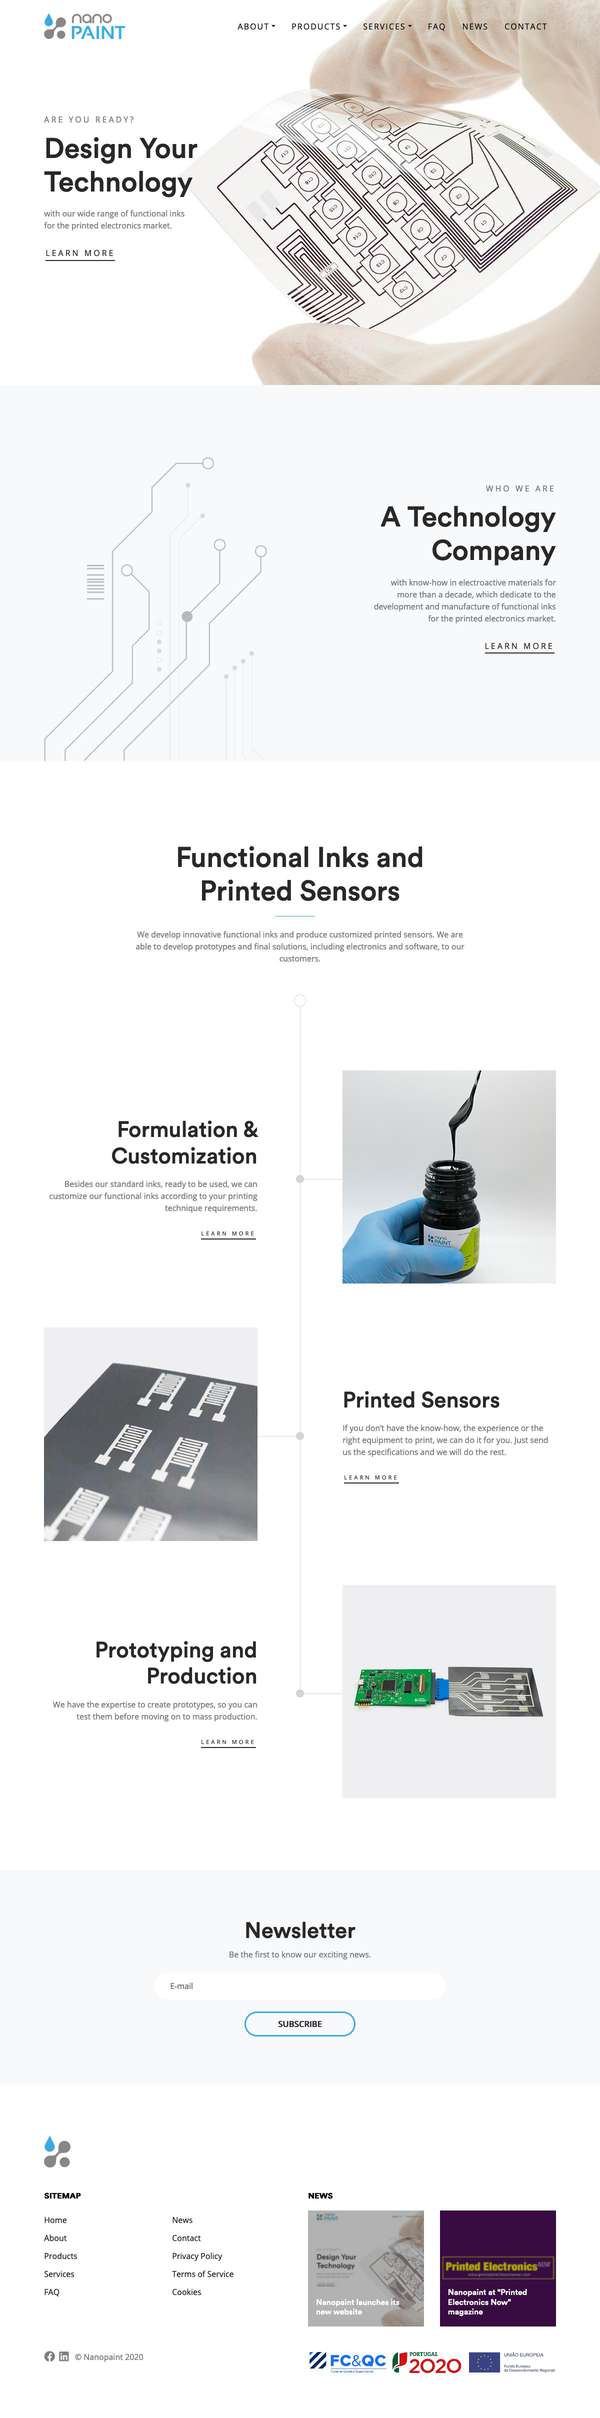 nano
PAINT
ABOUT PRODUCTS SERVICES FAQ NEWS CONTACT
ARE YOU READY?
Design Your
Technology
with our wide range of functional inks
for the printed electronics market.
LEARN MORE
WHO WE ARE
A Technology
Company
with know-how in electroactive materials for
more than a decade, which dedicate to the
development and manufacture of functional inks
for the printed electronics market.
LEARN MORE
Functional Inks and
Printed Sensors
We develop innovative functional inks and produce customized printed sensors. We are
able to develop prototypes and final solutions, including electronics and software, to our
customers.
Formulation &
Customization
Besides our standard inks, ready to be used, we can
customize our functional inks according to your printing
technique requirements.
LEARN MORE
nano
PAINT
Printed Sensors
If you don't have the know-how, the experience or the
right equipment to print, we can do it for you. Just send
us the specifications and we will do the rest.
LEARN MORE
Prototyping and
Production
We have the expertise to create prototypes, so you can
test them before moving on to mass production.
LEARN MORE
Newsletter
Be the first to know our exciting news.
E-mail
SUBSCRIBE
SITEMAP
Home
About
Products
Services
FAQ
News
Contact
Privacy Policy
Terms of Service
Cookies
NEWS
PAINT
Design Your
Technology
Nanopaint launches its
new website
Printed Electronics NOW
Nanopaint at "Printed
Electronics Now"
magazine
© Nanopaint 2020
FC&QC
PORTUGAL
2020
UNIÃO EUROPEIA
Fundo Europeu
de Desenvolvimento Regional